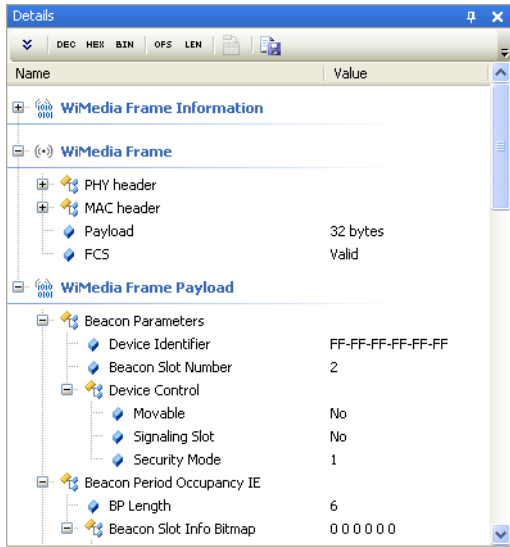 Details
DEC HEX BIN OFS LEN
Name Value
WiMedia Frame Information
WiMedia Frame
PHY header
MAC header
Payload 32 bytes
FCS Valid
WiMedia Frame Payload
Beacon Parameters
Device Identifier FF-FF-FF-FF-FF-FF
Beacon Slot Number 2
Device Control
Movable No
Signaling Slot No
Security Mode 1
Beacon Period Occupancy IE
BP Length 6
Beacon Slot Info Bitmap 0 0 0 0 0 0